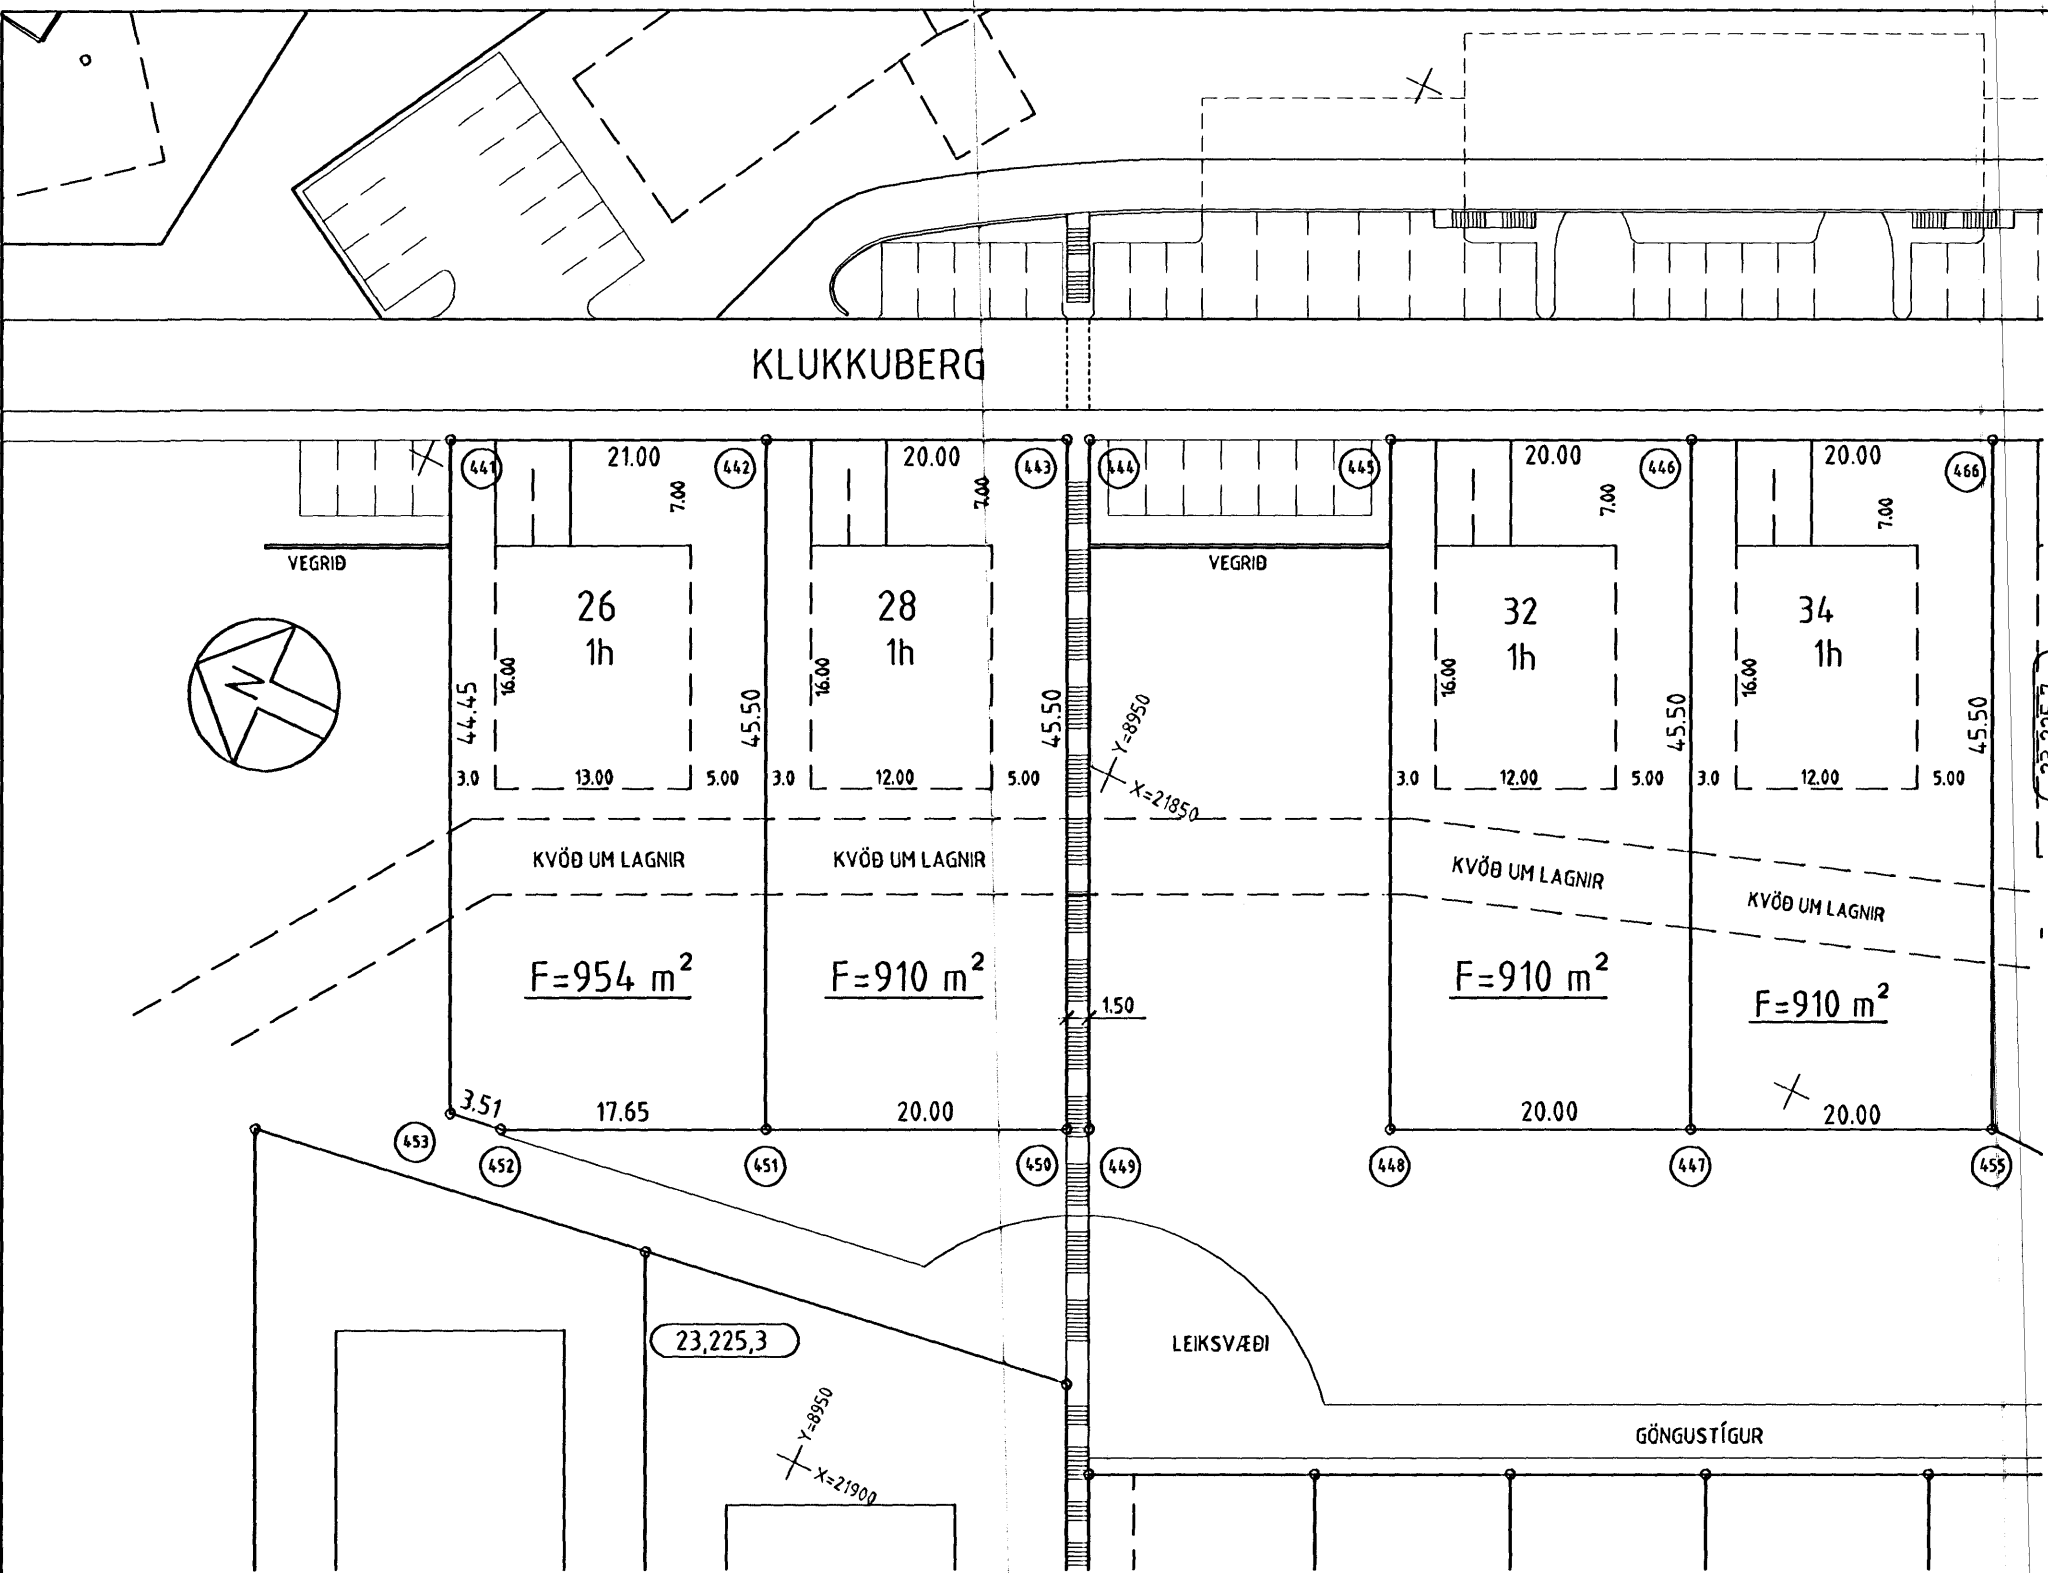 KLUKKUBERG
441
21.00
442
20.00
443
444
445
20.00
446
20.00
466
7.00
7.00
7.00
7.00
VEGRIÐ
VEGRIÐ
26
1h
28
1h
32
1h
34
1h
N
44.45
16.00
45.50
16.00
45.50
16.00
45.50
16.00
45.50
Y=8950
X=21850
3.0
13.00
5.00
3.0
12.00
5.00
3.0
12.00
5.00
3.0
12.00
5.00
KVÖÐ UM LAGNIR
KVÖÐ UM LAGNIR
KVÖÐ UM LAGNIR
KVÖÐ UM LAGNIR
F=954 m²
F=910 m²
F=910 m²
F=910 m²
1.50
3.51
17.65
20.00
20.00
20.00
453
452
451
450
449
448
447
455
23,225,3
LEIKSVÆÐI
Y=8950
X=21900
GÖNGUSTÍGUR